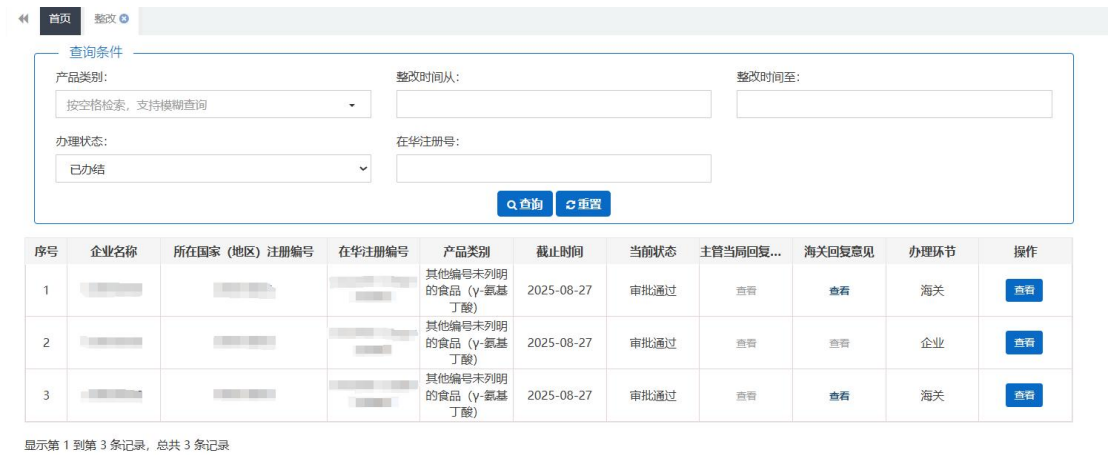 首页 整改
查询条件
产品类别: 整改时间从: 整改时间至:
按空格检索，支持模糊查询
办理状态: 在华注册号:
已办结
查询 重置
序号 企业名称 所在国家（地区）注册编号 在华注册编号 产品类别 截止时间 当前状态 主管当局回复... 海关回复意见 办理环节 操作
1 其他编号未列明的食品（γ-氨基丁酸） 2025-08-27 审批通过 查看 查看 海关 查看
2 其他编号未列明的食品（γ-氨基丁酸） 2025-08-27 审批通过 查看 查看 企业 查看
3 其他编号未列明的食品（γ-氨基丁酸） 2025-08-27 审批通过 查看 查看 海关 查看
显示第 1 到第 3 条记录，总共 3 条记录